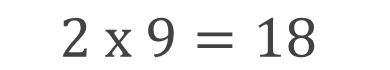 2 x 9 = 18